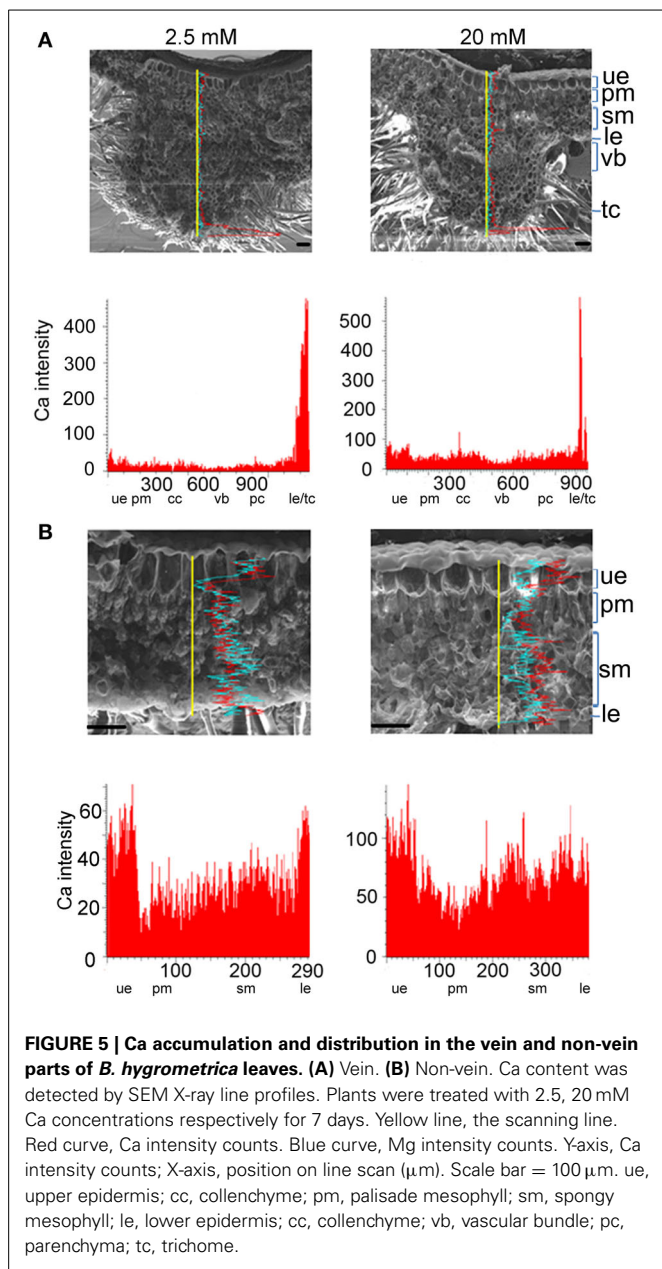 A
2.5 mM
20 mM
ue
pm
sm
le
vb
tc
Ca intensity
400
300
200
100
0
300
600
900
ue pm cc vb pc le/tc
500
400
300
200
100
0
300
600
900
ue pm cc vb pc le/tc
B
ue
pm
sm
le
Ca intensity
60
40
20
0
100
200
290
ue pm sm le
100
50
0
100
200
300
ue pm sm le
FIGURE 5 | Ca accumulation and distribution in the vein and non-vein
parts of B. hygrometrica leaves. (A) Vein. (B) Non-vein. Ca content was
detected by SEM X-ray line profiles. Plants were treated with 2.5, 20 mM
Ca concentrations respectively for 7 days. Yellow line, the scanning line.
Red curve, Ca intensity counts. Blue curve, Mg intensity counts. Y-axis, Ca
intensity counts; X-axis, position on line scan (μm). Scale bar = 100 μm. ue,
upper epidermis; cc, collenchyme; pm, palisade mesophyll; sm, spongy
mesophyll; le, lower epidermis; cc, collenchyme; vb, vascular bundle; pc,
parenchyma; tc, trichome.